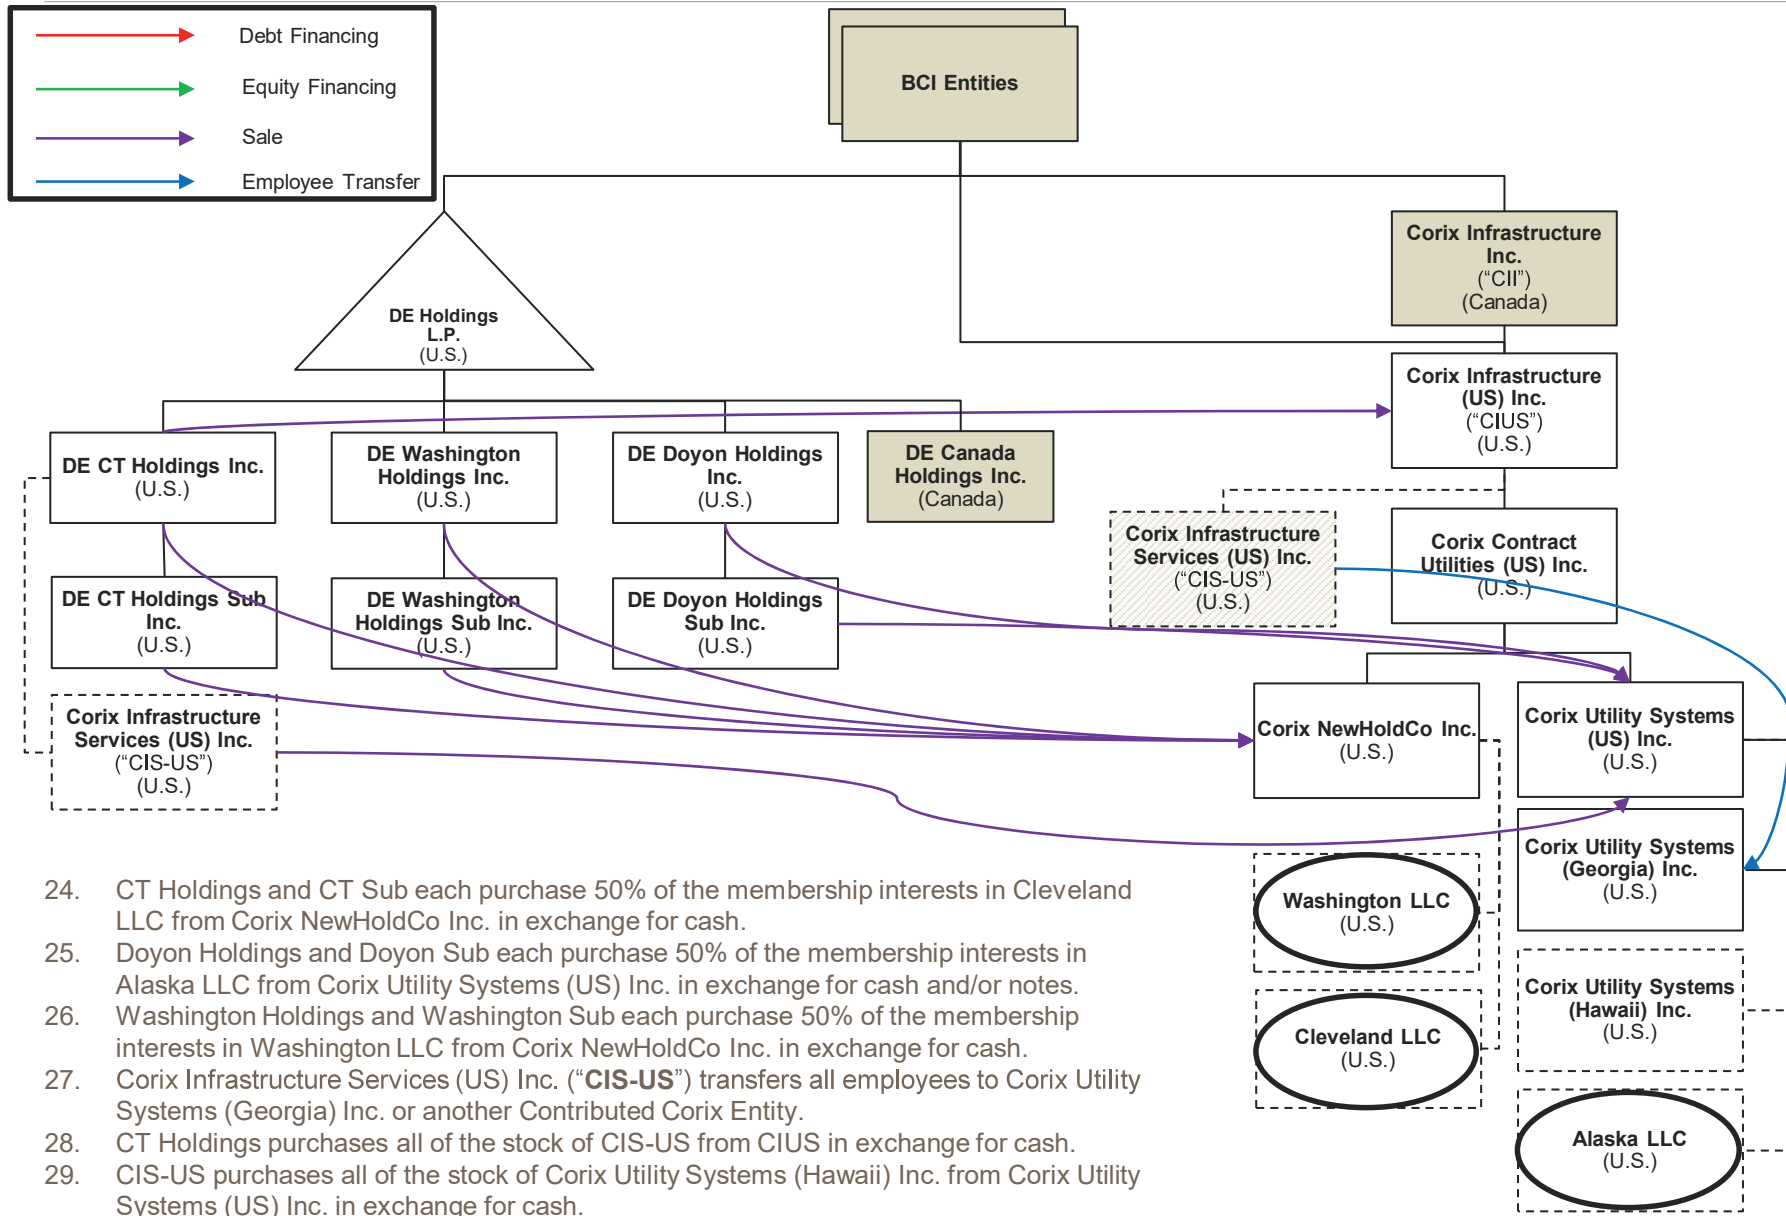 Debt Financing
Equity Financing
Sale
Employee Transfer
BCI Entities
Corix Infrastructure
Inc.
(“CII”)
(Canada)
DE Holdings
L.P.
(U.S.)
Corix Infrastructure
(US) Inc.
(“CIUS”)
(U.S.)
DE CT Holdings Inc.
(U.S.)
DE Washington
Holdings Inc.
(U.S.)
DE Doyon Holdings
Inc.
(U.S.)
DE Canada
Holdings Inc.
(Canada)
Corix Infrastructure
Services (US) Inc.
(“CIS-US”)
(U.S.)
Corix Contract
Utilities (US) Inc.
(U.S.)
DE CT Holdings Sub
Inc.
(U.S.)
DE Washington
Holdings Sub Inc.
(U.S.)
DE Doyon Holdings
Sub Inc.
(U.S.)
Corix Infrastructure
Services (US) Inc.
(“CIS-US”)
(U.S.)
Corix NewHoldCo Inc.
(U.S.)
Corix Utility Systems
(US) Inc.
(U.S.)
Corix Utility Systems
(Georgia) Inc.
(U.S.)
Washington LLC
(U.S.)
Corix Utility Systems
(Hawaii) Inc.
(U.S.)
Cleveland LLC
(U.S.)
Alaska LLC
(U.S.)
24. CT Holdings and CT Sub each purchase 50% of the membership interests in Cleveland
LLC from Corix NewHoldCo Inc. in exchange for cash.
25. Doyon Holdings and Doyon Sub each purchase 50% of the membership interests in
Alaska LLC from Corix Utility Systems (US) Inc. in exchange for cash and/or notes.
26. Washington Holdings and Washington Sub each purchase 50% of the membership
interests in Washington LLC from Corix NewHoldCo Inc. in exchange for cash.
27. Corix Infrastructure Services (US) Inc. (“CIS-US”) transfers all employees to Corix Utility
Systems (Georgia) Inc. or another Contributed Corix Entity.
28. CT Holdings purchases all of the stock of CIS-US from CIUS in exchange for cash.
29. CIS-US purchases all of the stock of Corix Utility Systems (Hawaii) Inc. from Corix Utility
Systems (US) Inc. in exchange for cash.